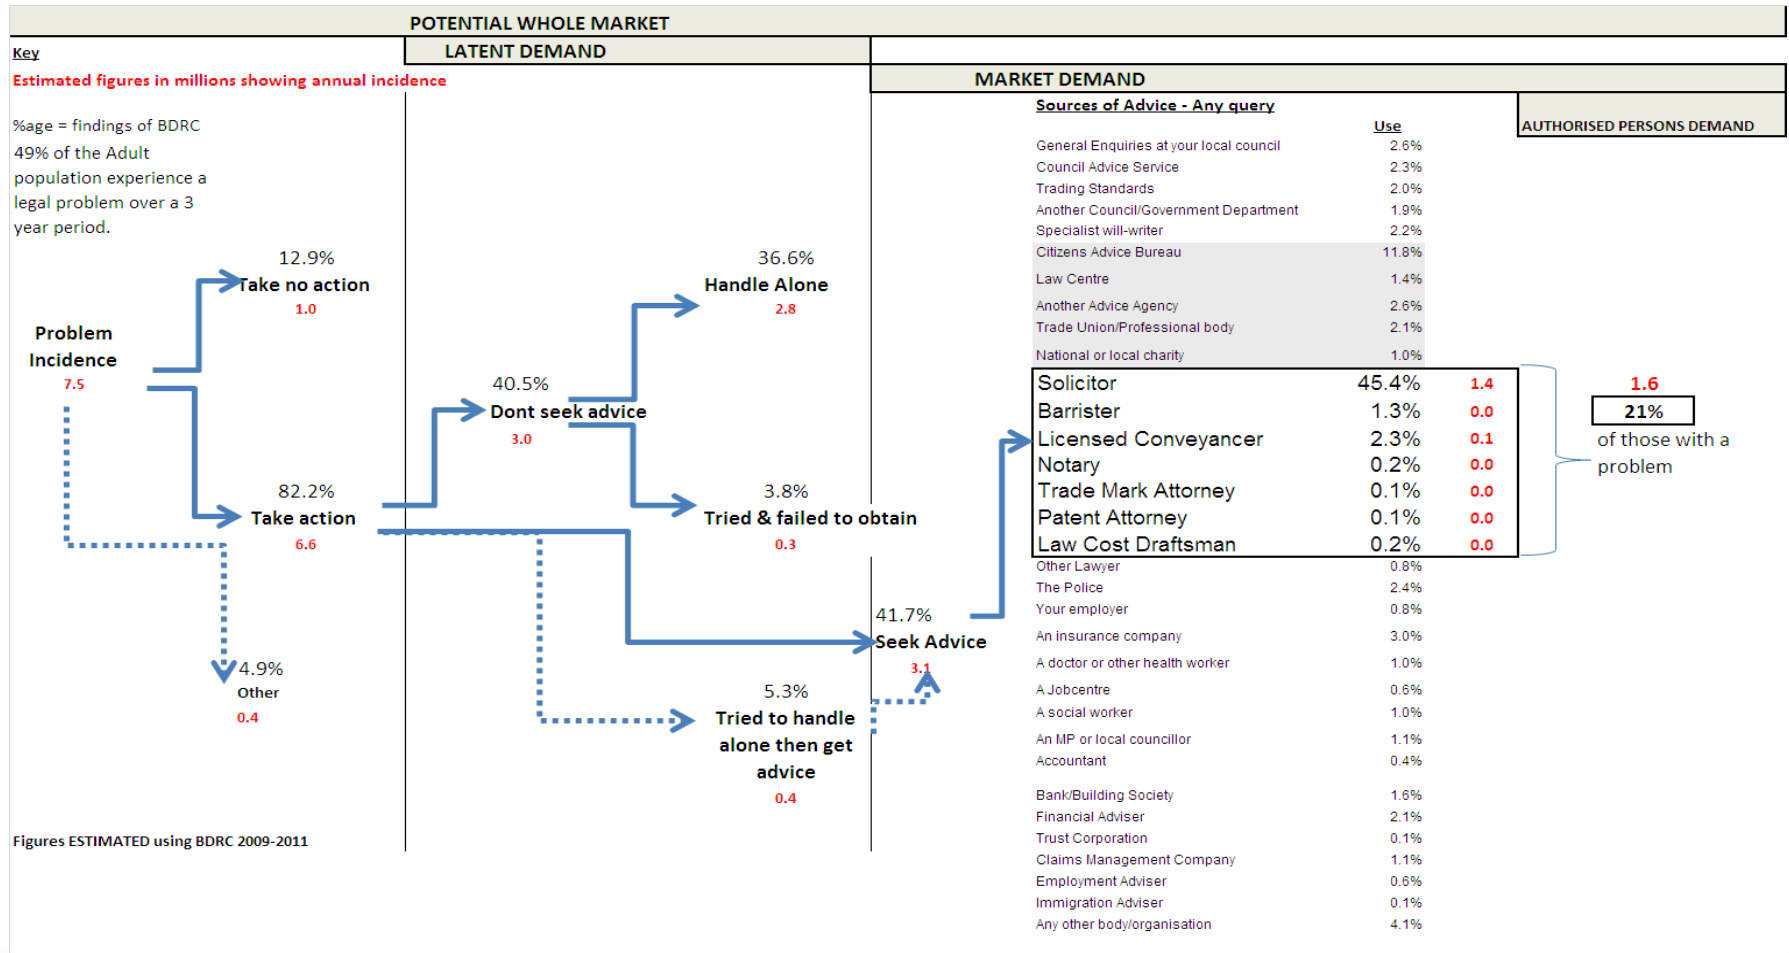 POTENTIAL WHOLE MARKET
Key
LATENT DEMAND
Estimated figures in millions showing annual incidence
MARKET DEMAND
%age = findings of BDRC
49% of the Adult
population experience a
legal problem over a 3
year period.
Problem
Incidence
7.5
12.9%
Take no action
1.0
82.2%
Take action
6.6
4.9%
Other
0.4
40.5%
Dont seek advice
3.0
36.6%
Handle Alone
2.8
3.8%
Tried & failed to obtain
0.3
5.3%
Tried to handle
alone then get
advice
0.4
41.7%
Seek Advice
3.1
Sources of Advice - Any query
Use
AUTHORISED PERSONS DEMAND
General Enquiries at your local council 2.6%
Council Advice Service 2.3%
Trading Standards 2.0%
Another Council/Government Department 1.9%
Specialist will-writer 2.2%
Citizens Advice Bureau 11.8%
Law Centre 1.4%
Another Advice Agency 2.6%
Trade Union/Professional body 2.1%
National or local charity 1.0%
Solicitor 45.4% 1.4
Barrister 1.3% 0.0
Licensed Conveyancer 2.3% 0.1
Notary 0.2% 0.0
Trade Mark Attorney 0.1% 0.0
Patent Attorney 0.1% 0.0
Law Cost Draftsman 0.2% 0.0
1.6
21%
of those with a
problem
Other Lawyer 0.8%
The Police 2.4%
Your employer 0.8%
An insurance company 3.0%
A doctor or other health worker 1.0%
A Jobcentre 0.6%
A social worker 1.0%
An MP or local councillor 1.1%
Accountant 0.4%
Bank/Building Society 1.6%
Financial Adviser 2.1%
Trust Corporation 0.1%
Claims Management Company 1.1%
Employment Adviser 0.6%
Immigration Adviser 0.1%
Any other body/organisation 4.1%
Figures ESTIMATED using BDRC 2009-2011